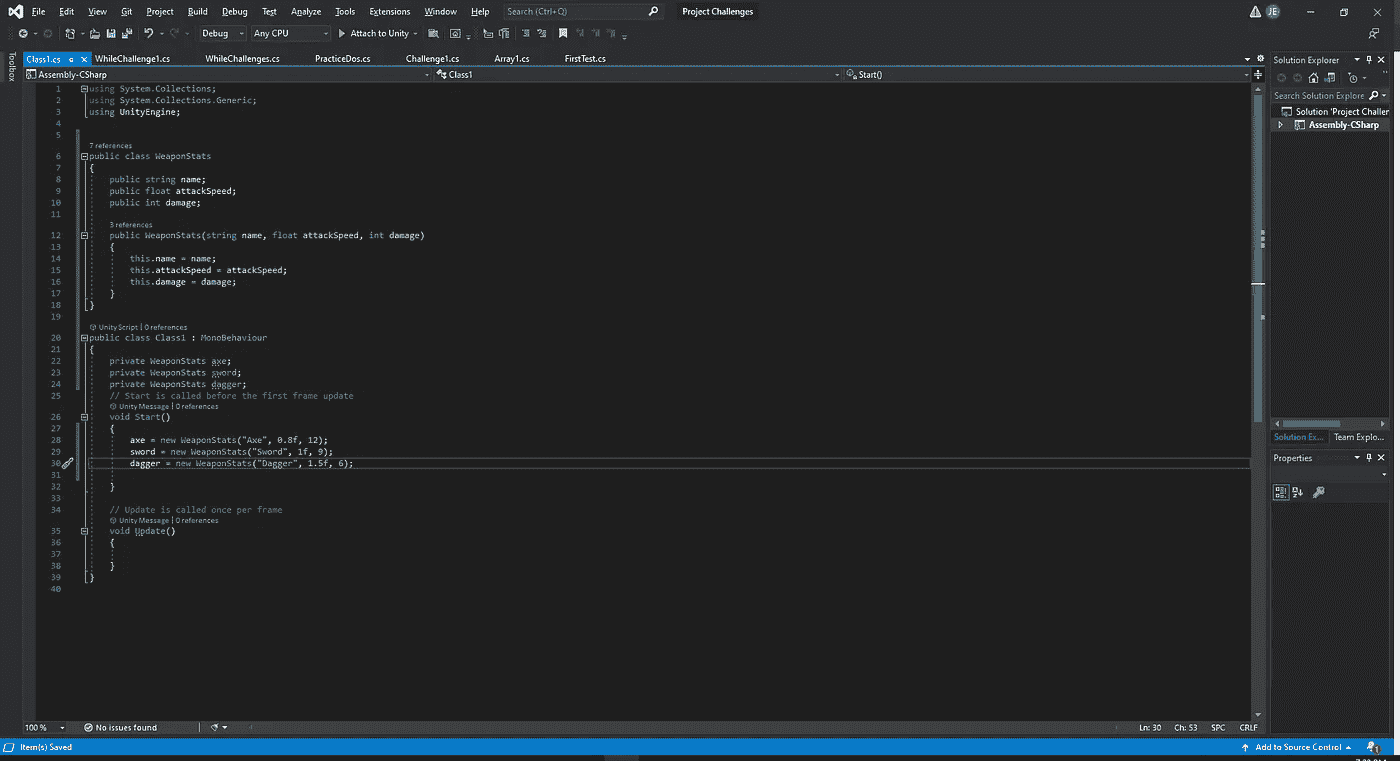 File Edit View Git Project Build Debug Test Analyze Tools Extensions Window Help Search (Ctrl+Q) Project Challenges JE
Debug Any CPU Attach to Unity
Toolbox
Class1.cs WhileChallenge1.cs WhileChallenges.cs PracticeDos.cs Challenge1.cs Array1.cs FirstTest.cs
Assembly-CSharp Class1 Start()
1 using System.Collections;
2 using System.Collections.Generic;
3 using UnityEngine;
4
5
7 references
6 public class WeaponStats
7 {
8 public string name;
9 public float attackSpeed;
10 public int damage;
11
3 references
12 public WeaponStats(string name, float attackSpeed, int damage)
13 {
14 this.name = name;
15 this.attackSpeed = attackSpeed;
16 this.damage = damage;
17 }
18 }
19
Unity Script | 0 references
20 public class Class1 : MonoBehaviour
21 {
22 private WeaponStats axe;
23 private WeaponStats sword;
24 private WeaponStats dagger;
25 // Start is called before the first frame update
Unity Message | 0 references
26 void Start()
27 {
28 axe = new WeaponStats("Axe", 0.8f, 12);
29 sword = new WeaponStats("Sword", 1f, 9);
30 dagger = new WeaponStats("Dagger", 1.5f, 6);
31
32 }
33
34 // Update is called once per frame
Unity Message | 0 references
35 void Update()
36 {
37
38 }
39 }
40
100 % No issues found Ln: 30 Ch: 53 SPC CRLF
Solution Explorer
Search Solution Explore
Solution 'Project Challer
Assembly-CSharp
Solution Ex... Team Explo...
Properties
Item(s) Saved Add to Source Control 1